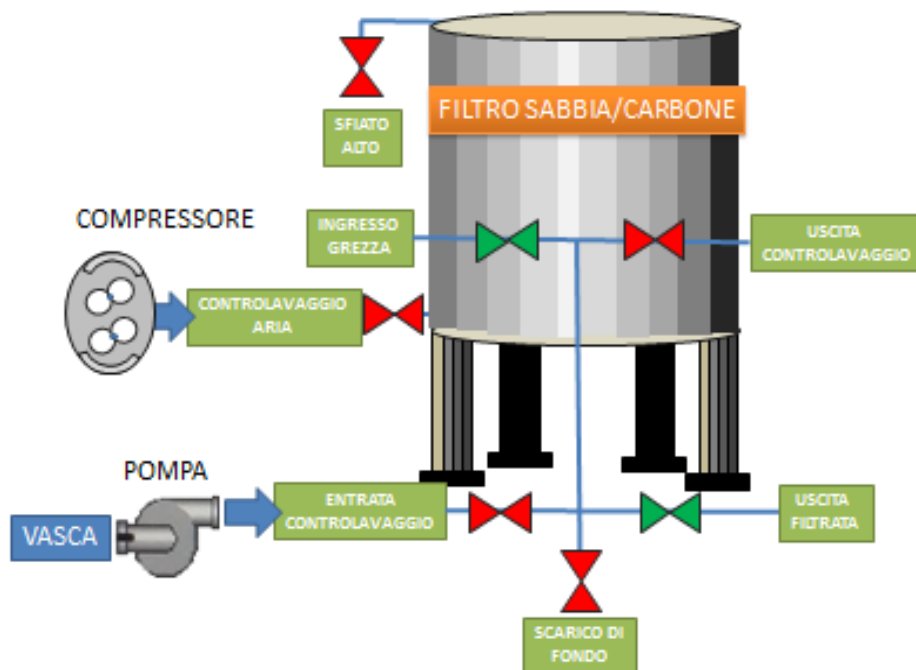 FILTRO SABBIA/CARBONE
SFIATO
ALTO
COMPRESSORE
INGRESSO
GREZZA
USCITA
CONTROLAVAGGIO
CONTROLAVAGGIO
ARIA
POMPA
VASCA
ENTRATA
CONTROLAVAGGIO
USCITA
FILTRATA
SCARICO DI
FONDO